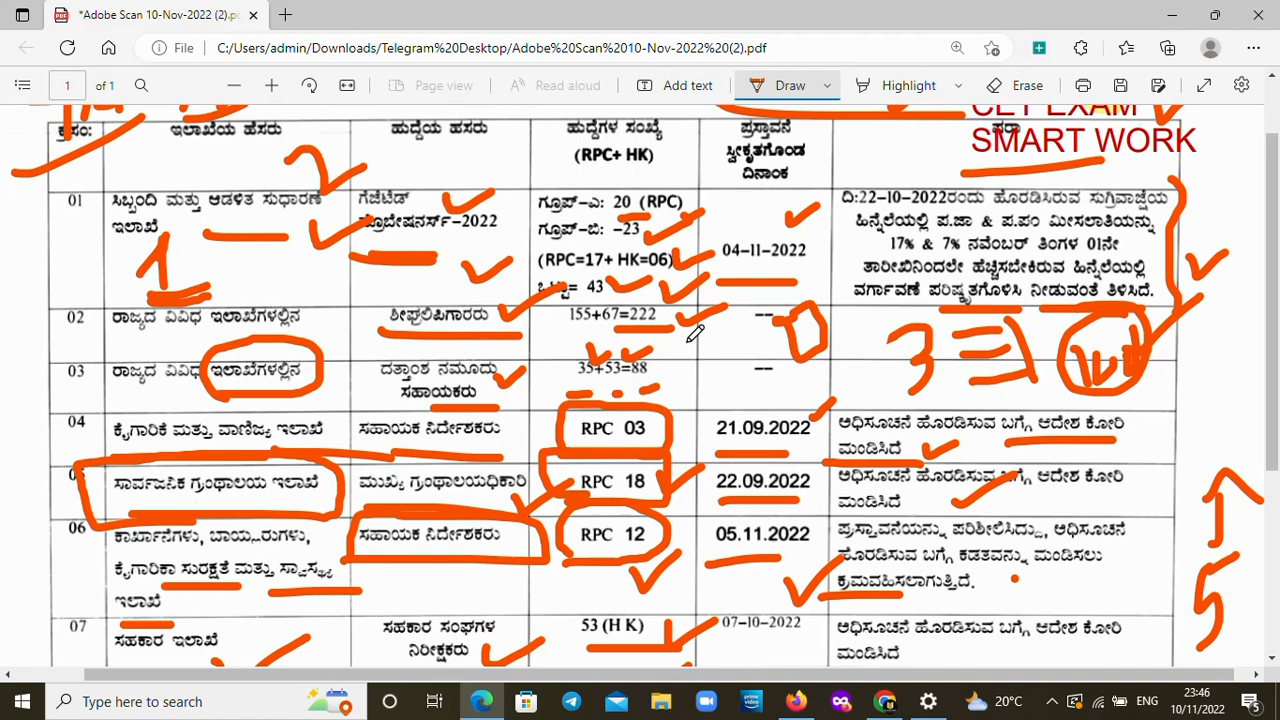 *Adobe Scan 10-Nov-2022 (2).pdf
File
C:/Users/admin/Downloads/Telegram%20Desktop/Adobe%20Scan%2010-Nov-2022%20(2).pdf
1 of 1
Page view
Read aloud
Add text
Draw
Highlight
Erase
CET EXAM
SMART WORK
ಕ್ರಸಂ:
ಇಲಾಖೆಯ ಹೆಸರು
ಹುದ್ದೆಯ ಹಸರು
ಹುದ್ದೆಗಳ ಸಂಖ್ಯೆ
(RPC+ HK)
ಪ್ರಸ್ತಾವನೆ
ಸ್ವೀಕೃತಗೊಂಡ
ದಿನಾಂಕ
ಷರಾ
01
ಸಿಬ್ಬಂದಿ ಮತ್ತು ಆಡಳಿತ ಸುಧಾರಣೆ
ಇಲಾಖೆ
ಗೆಜೆಟೆಡ್
ಪ್ರೊಬೇಷನರ್ಸ್-2022
ಗ್ರೂಪ್-ಎ: 20 (RPC)
ಗ್ರೂಪ್-ಬಿ: -23
(RPC=17+ HK=06)
ಒಟ್ಟು= 43
04-11-2022
ದಿ:22-10-2022ರಂದು ಹೊರಡಿಸಿರುವ ಸುಗ್ರಿವಾಜ್ಞೆಯ
ಹಿನ್ನೆಲೆಯಲ್ಲಿ ಪ.ಜಾ & ಪ.ಪಂ ಮೀಸಲಾತಿಯನ್ನು
17% & 7% ನವೆಂಬರ್ ತಿಂಗಳ 01ನೇ
ತಾರೀಖಿನಿಂದಲೇ ಹೆಚ್ಚಿಸಬೇಕಿರುವ ಹಿನ್ನೆಲೆಯಲ್ಲಿ
ವರ್ಗಾವಣೆ ಪರಿಷ್ಕೃತಗೊಳಿಸಿ ನೀಡುವಂತೆ ತಿಳಿಸಿದೆ.
02
ರಾಜ್ಯದ ವಿವಿಧ ಇಲಾಖೆಗಳಲ್ಲಿನ
ಶೀಘ್ರಲಿಪಿಗಾರರು
155+67=222
--
03
ರಾಜ್ಯದ ವಿವಿಧ ಇಲಾಖೆಗಳಲ್ಲಿನ
ದತ್ತಾಂಶ ನಮೂದು
ಸಹಾಯಕರು
35+53=88
--
04
ಕೈಗಾರಿಕೆ ಮತ್ತು ವಾಣಿಜ್ಯ ಇಲಾಖೆ
ಸಹಾಯಕ ನಿರ್ದೇಶಕರು
RPC 03
21.09.2022
ಅಧಿಸೂಚನೆ ಹೊರಡಿಸುವ ಬಗ್ಗೆ ಆದೇಶ ಕೋರಿ
ಮಂಡಿಸಿದೆ
ಸಾರ್ವಜನಿಕ ಗ್ರಂಥಾಲಯ ಇಲಾಖೆ
ಮುಖ್ಯ ಗ್ರಂಥಾಲಯಧಿಕಾರಿ
RPC 18
22.09.2022
ಅಧಿಸೂಚನೆ ಹೊರಡಿಸುವ ಬಗ್ಗೆ ಆದೇಶ ಕೋರಿ
ಮಂಡಿಸಿದೆ
06
ಕಾರ್ಖಾನೆಗಳು, ಬಾಯ್ಲರುಗಳು,
ಕೈಗಾರಿಕಾ ಸುರಕ್ಷತೆ ಮತ್ತು ಸ್ವಾಸ್ಥ್ಯ
ಇಲಾಖೆ
ಸಹಾಯಕ ನಿರ್ದೇಶಕರು
RPC 12
05.11.2022
ಪ್ರಸ್ತಾವನೆಯನ್ನು ಪರಿಶೀಲಿಸಿದ್ದು, ಅಧಿಸೂಚನೆ
ಹೊರಡಿಸುವ ಬಗ್ಗೆ ಕಡತವನ್ನು ಮಂಡಿಸಲು
ಕ್ರಮವಹಿಸಲಾಗುತ್ತಿದೆ.
07
ಸಹಕಾರ ಇಲಾಖೆ
ಸಹಕಾರ ಸಂಘಗಳ
ನಿರೀಕ್ಷಕರು
53 (H K)
07-10-2022
ಅಧಿಸೂಚನೆ ಹೊರಡಿಸುವ ಬಗ್ಗೆ ಆದೇಶ ಕೋರಿ
ಮಂಡಿಸಿದೆ
1
3
5
Type here to search
20°C
ENG
23:46
10/11/2022